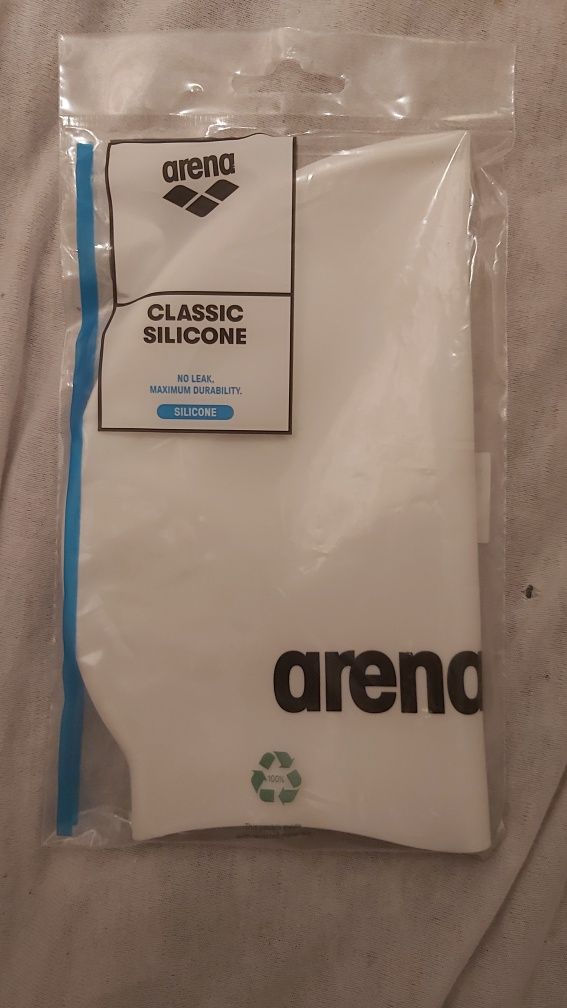 arena
CLASSIC
SILICONE
NO LEAK,
MAXIMUM DURABILITY.
SILICONE
arena
100%